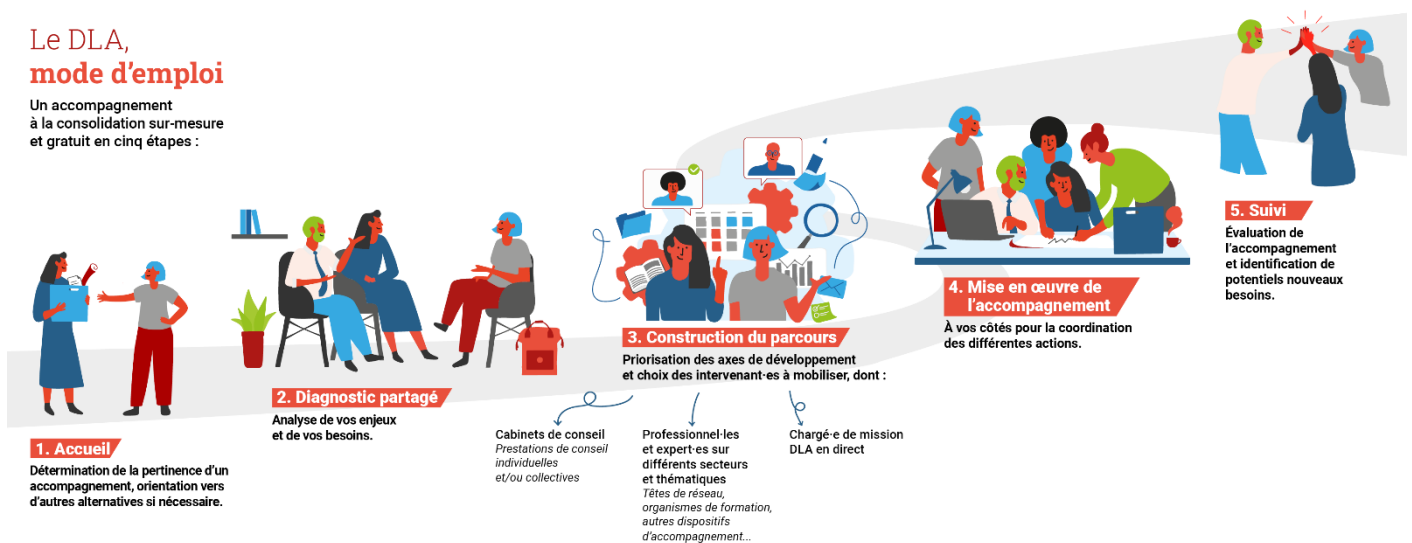 Le DLA,
mode d'emploi
Un accompagnement
à la consolidation sur-mesure
et gratuit en cinq étapes :
1. Accueil
Détermination de la pertinence d'un
accompagnement, orientation vers
d'autres alternatives si nécessaire.
2. Diagnostic partagé
Analyse de vos enjeux
et de vos besoins.
3. Construction du parcours
Priorisation des axes de développement
et choix des intervenant·es à mobiliser, dont :
Cabinets de conseil
Prestations de conseil
individuelles
et/ou collectives
Professionnel·les
et expert·es sur
différents secteurs
et thématiques
Têtes de réseau,
organismes de formation,
autres dispositifs
d'accompagnement...
Chargé·e de mission
DLA en direct
4. Mise en œuvre de
l'accompagnement
À vos côtés pour la coordination
des différentes actions.
5. Suivi
Évaluation de
l'accompagnement
et identification de
potentiels nouveaux
besoins.